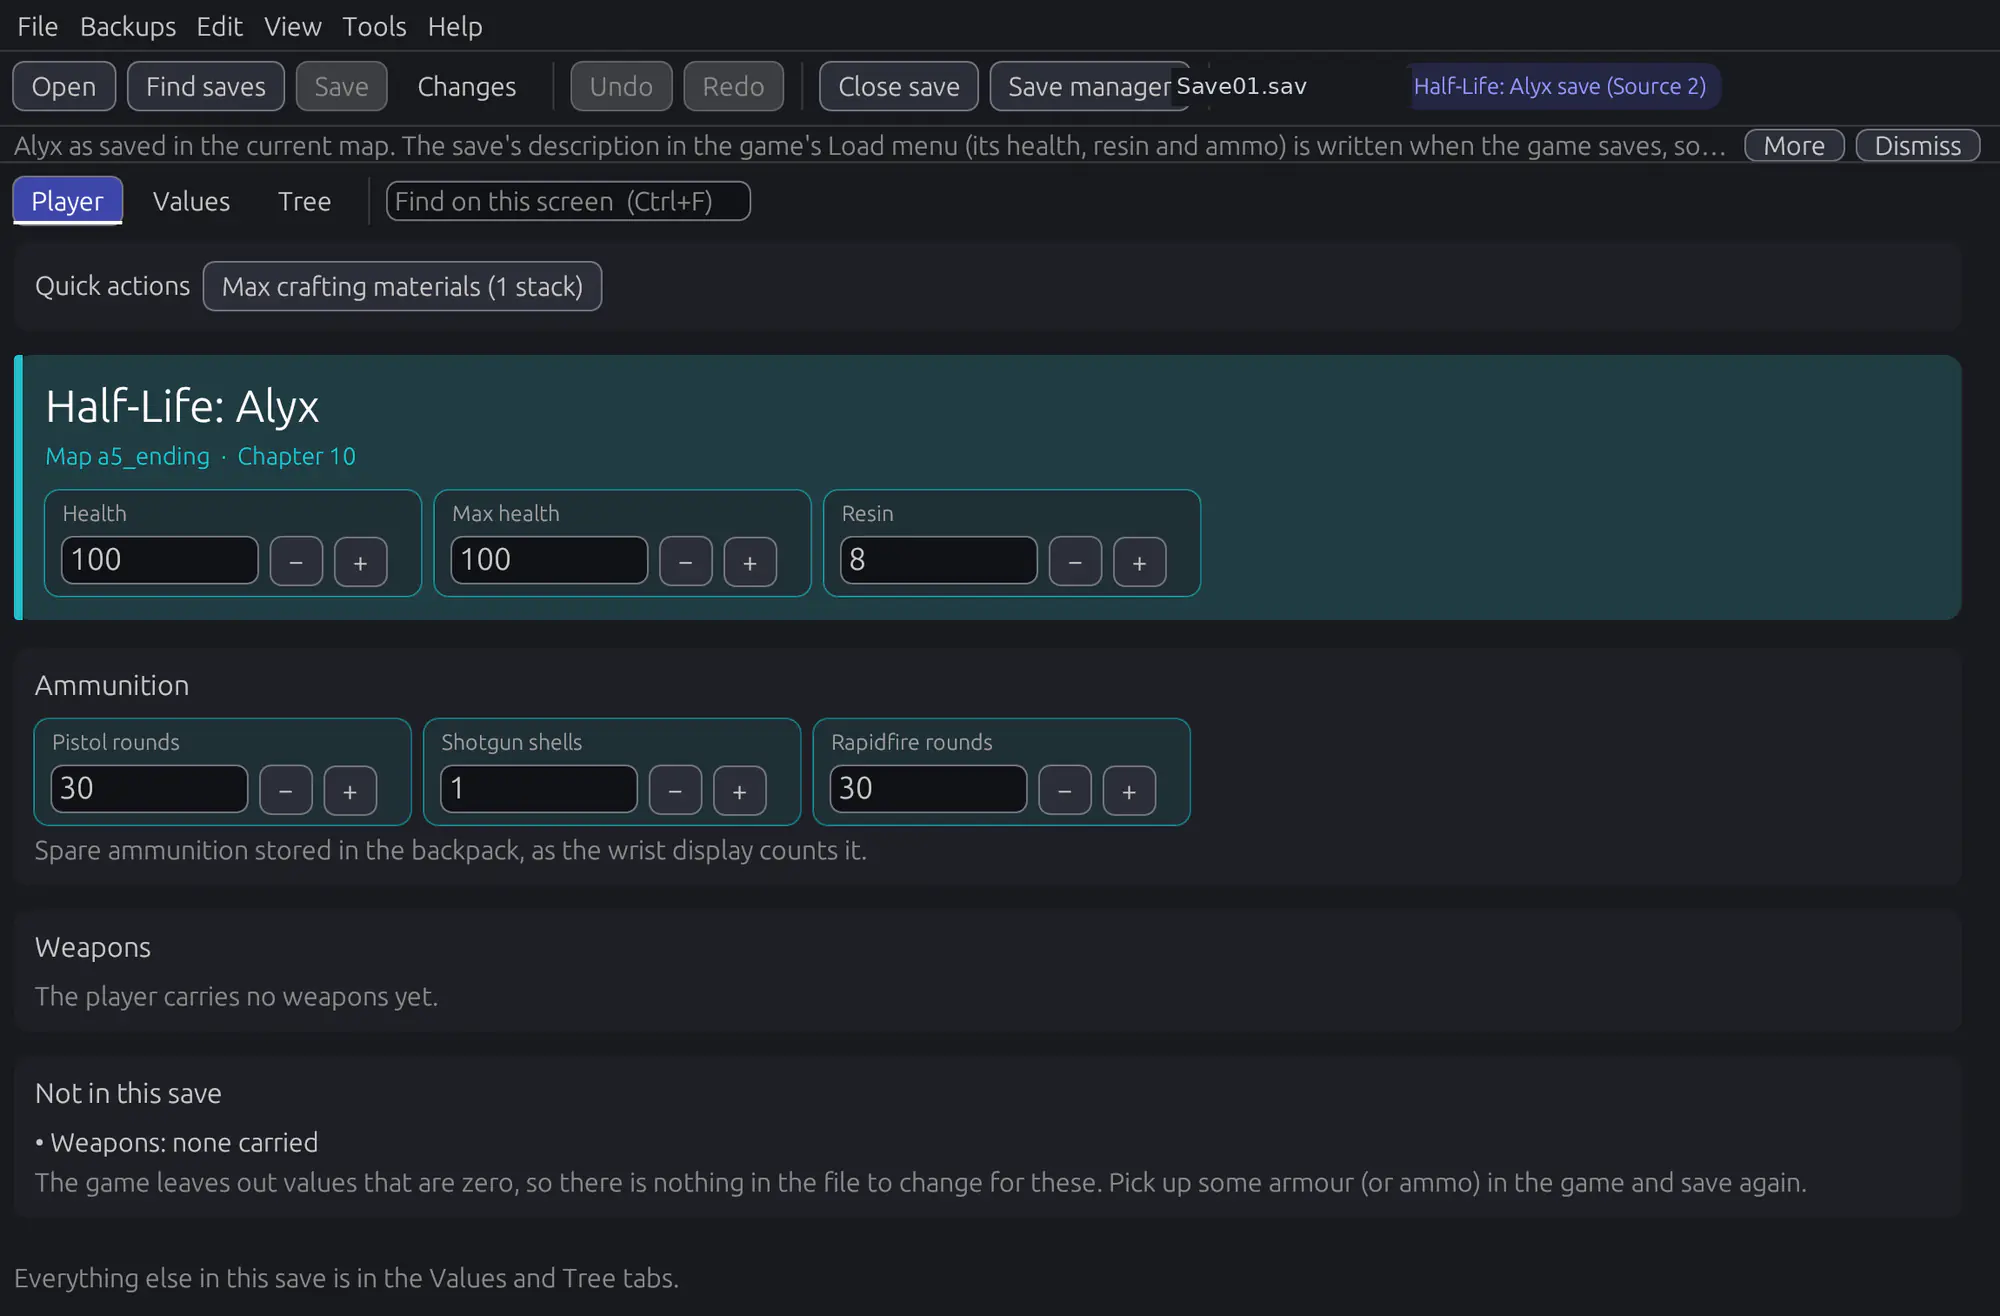 File Backups Edit View Tools Help
Open Find saves Save Changes Undo Redo Close save Save manager Save01.sav Half-Life: Alyx save (Source 2)
Alyx as saved in the current map. The save's description in the game's Load menu (its health, resin and ammo) is written when the game saves, so… More Dismiss
Player Values Tree Find on this screen (Ctrl+F)
Quick actions Max crafting materials (1 stack)
Half-Life: Alyx
Map a5_ending · Chapter 10
Health Max health Resin
100 − + 100 − + 8 − +
Ammunition
Pistol rounds Shotgun shells Rapidfire rounds
30 − + 1 − + 30 − +
Spare ammunition stored in the backpack, as the wrist display counts it.
Weapons
The player carries no weapons yet.
Not in this save
• Weapons: none carried
The game leaves out values that are zero, so there is nothing in the file to change for these. Pick up some armour (or ammo) in the game and save again.
Everything else in this save is in the Values and Tree tabs.